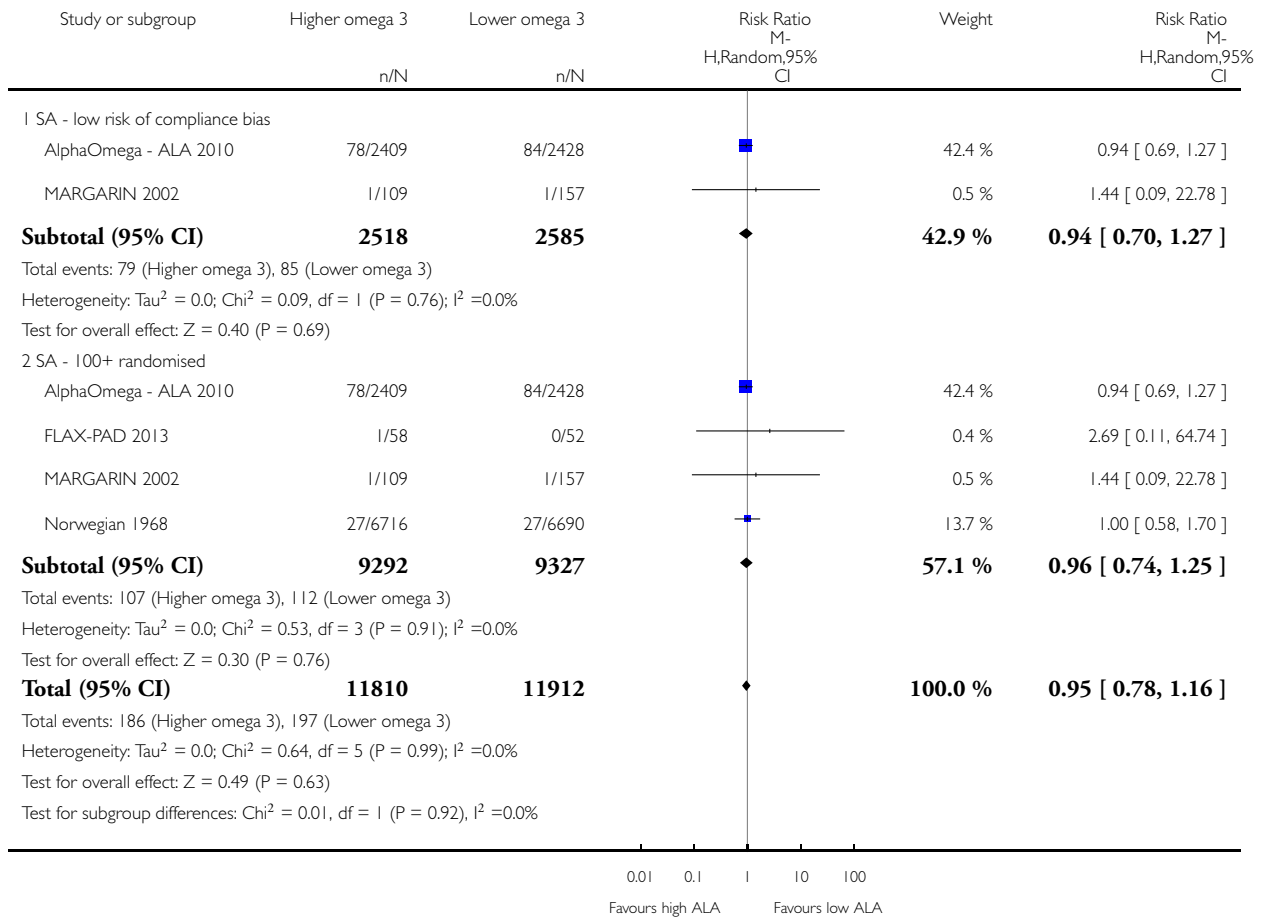 Study or subgroup Higher omega 3 Lower omega 3 Risk Ratio Weight Risk Ratio
M-H,Random,95% CI M-H,Random,95% CI
n/N n/N
1 SA - low risk of compliance bias
AlphaOmega - ALA 2010 78/2409 84/2428 42.4 % 0.94 [ 0.69, 1.27 ]
MARGARIN 2002 1/109 1/157 0.5 % 1.44 [ 0.09, 22.78 ]
Subtotal (95% CI) 2518 2585 42.9 % 0.94 [ 0.70, 1.27 ]
Total events: 79 (Higher omega 3), 85 (Lower omega 3)
Heterogeneity: Tau² = 0.0; Chi² = 0.09, df = 1 (P = 0.76); I² =0.0%
Test for overall effect: Z = 0.40 (P = 0.69)
2 SA - 100+ randomised
AlphaOmega - ALA 2010 78/2409 84/2428 42.4 % 0.94 [ 0.69, 1.27 ]
FLAX-PAD 2013 1/58 0/52 0.4 % 2.69 [ 0.11, 64.74 ]
MARGARIN 2002 1/109 1/157 0.5 % 1.44 [ 0.09, 22.78 ]
Norwegian 1968 27/6716 27/6690 13.7 % 1.00 [ 0.58, 1.70 ]
Subtotal (95% CI) 9292 9327 57.1 % 0.96 [ 0.74, 1.25 ]
Total events: 107 (Higher omega 3), 112 (Lower omega 3)
Heterogeneity: Tau² = 0.0; Chi² = 0.53, df = 3 (P = 0.91); I² =0.0%
Test for overall effect: Z = 0.30 (P = 0.76)
Total (95% CI) 11810 11912 100.0 % 0.95 [ 0.78, 1.16 ]
Total events: 186 (Higher omega 3), 197 (Lower omega 3)
Heterogeneity: Tau² = 0.0; Chi² = 0.64, df = 5 (P = 0.99); I² =0.0%
Test for overall effect: Z = 0.49 (P = 0.63)
Test for subgroup differences: Chi² = 0.01, df = 1 (P = 0.92), I² =0.0%
0.01 0.1 1 10 100
Favours high ALA Favours low ALA